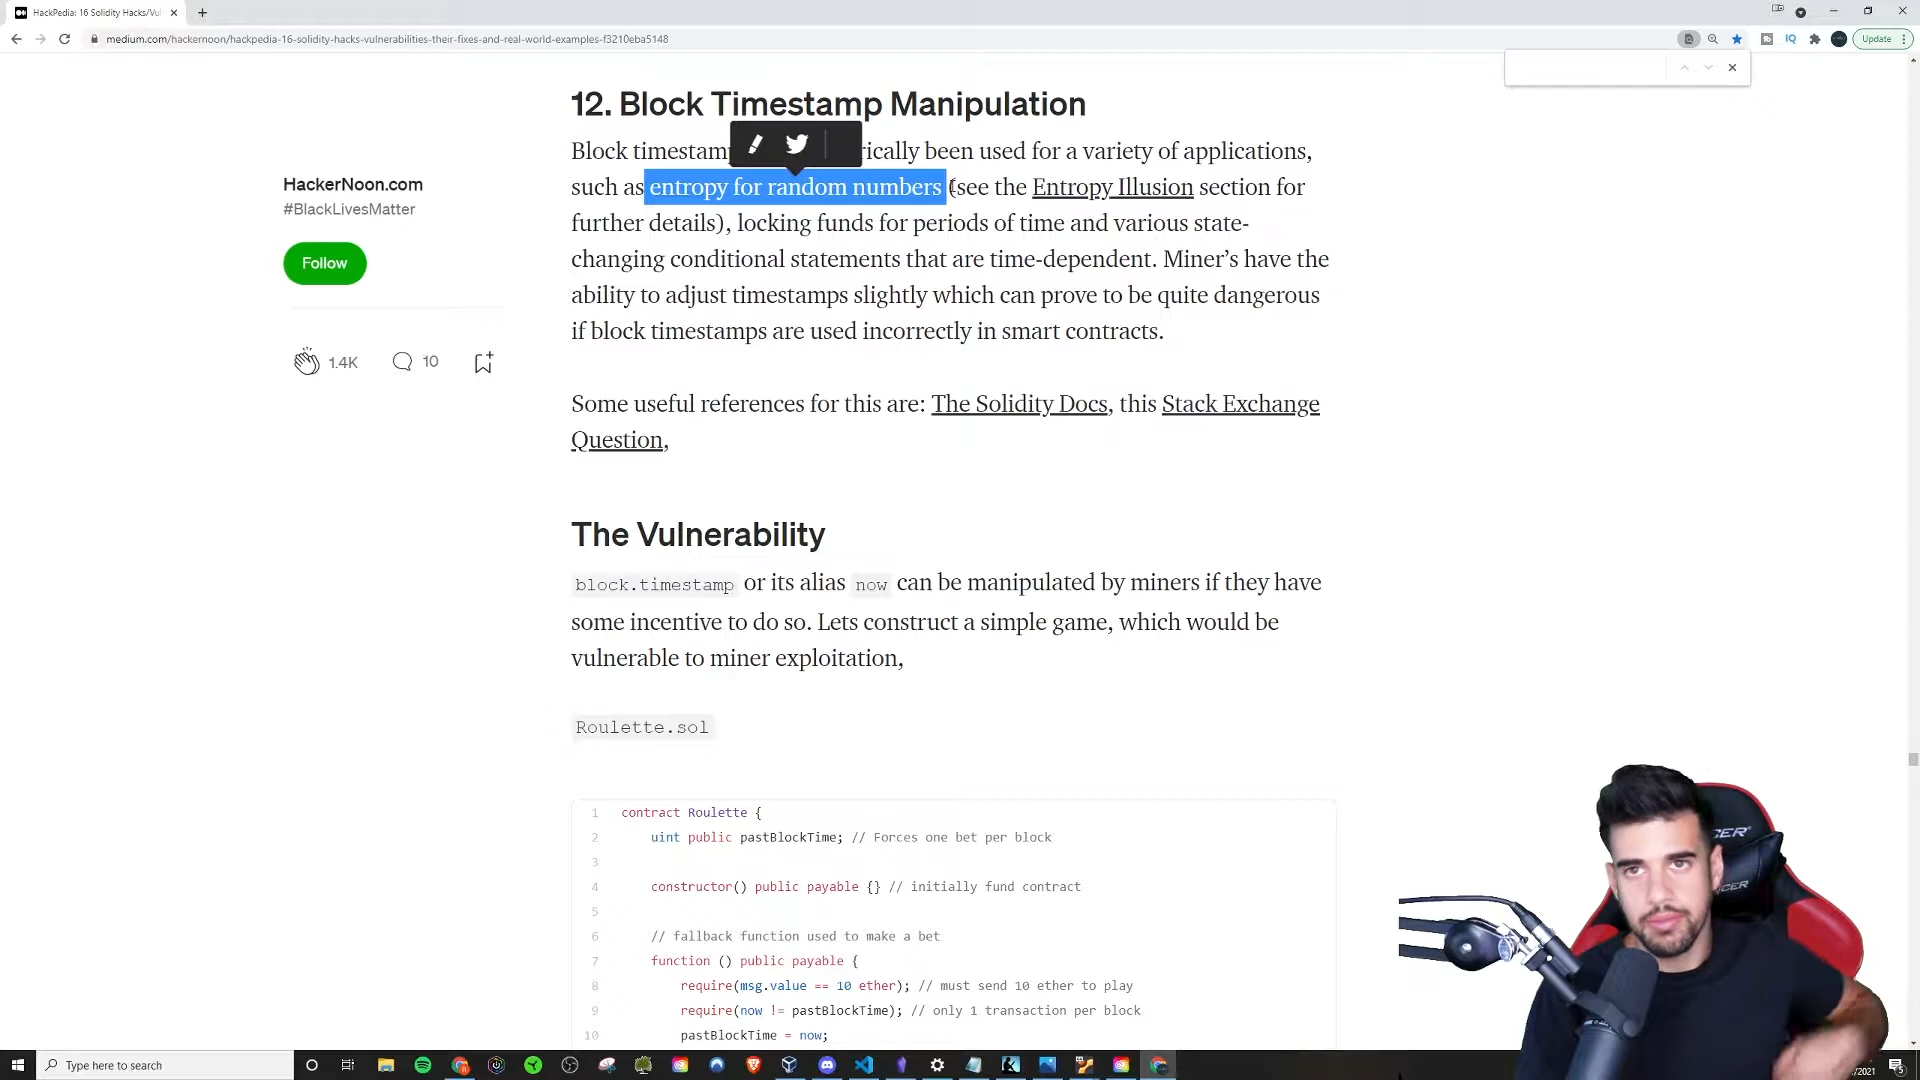 HackPedia: 16 Solidity Hacks/Vul
medium.com/hackernoon/hackpedia-16-solidity-hacks-vulnerabilities-their-fixes-and-real-world-examples-f3210eba5148
IQ
Update
12. Block Timestamp Manipulation
Block timestam rically been used for a variety of applications,
such as entropy for random numbers (see the Entropy Illusion section for
further details), locking funds for periods of time and various state-
changing conditional statements that are time-dependent. Miner’s have the
ability to adjust timestamps slightly which can prove to be quite dangerous
if block timestamps are used incorrectly in smart contracts.
HackerNoon.com
#BlackLivesMatter
Follow
1.4K
10
Some useful references for this are: The Solidity Docs, this Stack Exchange
Question,
The Vulnerability
block.timestamp or its alias now can be manipulated by miners if they have
some incentive to do so. Lets construct a simple game, which would be
vulnerable to miner exploitation,
Roulette.sol
1 contract Roulette {
2 uint public pastBlockTime; // Forces one bet per block
3
4 constructor() public payable {} // initially fund contract
5
6 // fallback function used to make a bet
7 function () public payable {
8 require(msg.value == 10 ether); // must send 10 ether to play
9 require(now != pastBlockTime); // only 1 transaction per block
10 pastBlockTime = now;
Type here to search
/2021